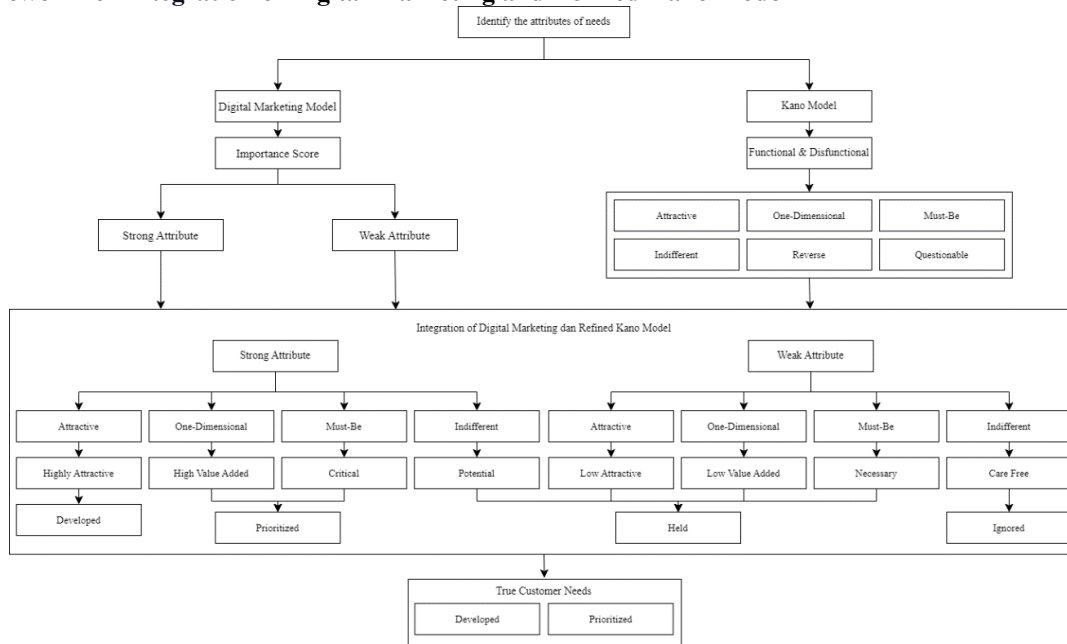 Identify the attributes of needs
Digital Marketing Model
Kano Model
Importance Score
Functional & Disfunctional
Attractive
One-Dimensional
Must-Be
Strong Attribute
Weak Attribute
Indifferent
Reverse
Questionable
Integration of Digital Marketing dan Refined Kano Model
Strong Attribute
Weak Attribute
Attractive
One-Dimensional
Must-Be
Indifferent
Attractive
One-Dimensional
Must-Be
Indifferent
Highly Attractive
High Value Added
Critical
Potential
Low Attractive
Low Value Added
Necessary
Care Free
Developed
Prioritized
Held
Ignored
True Customer Needs
Developed
Prioritized